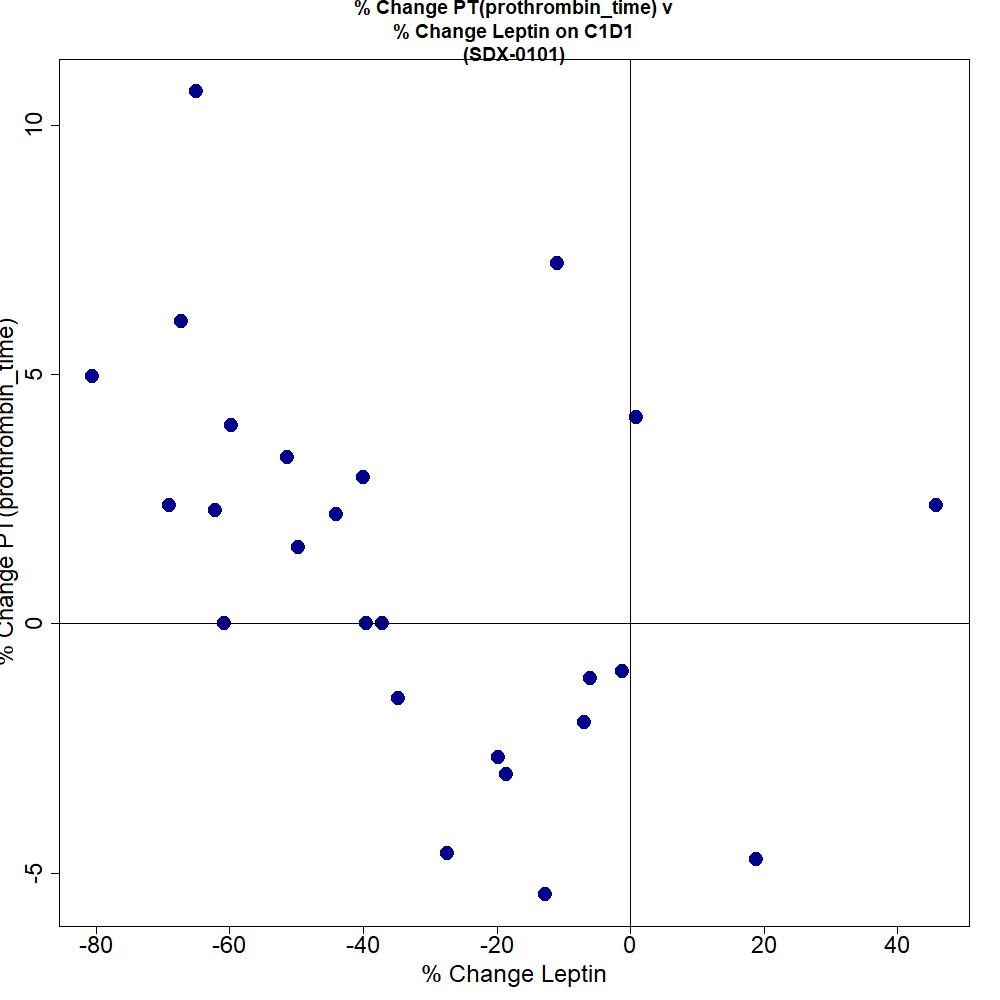 % Change PT(prothrombin_time) v
% Change Leptin on C1D1
(SDX-0101)
10
5
0
-5
% Change PT(prothrombin_time)
-80
-60
-40
-20
0
20
40
% Change Leptin